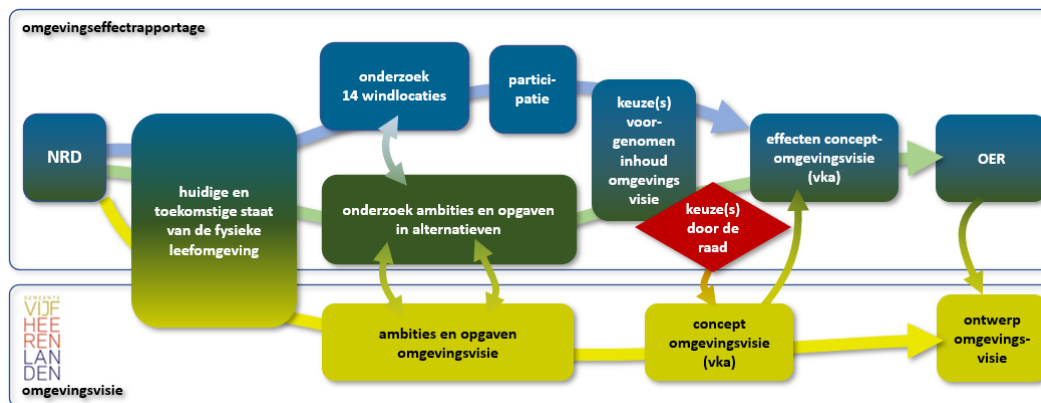 omgevingseffectrapportage
NRD
huidige en
toekomstige staat
van de fysieke
leefomgeving
onderzoek
14 windlocaties
partici-
patie
onderzoek ambities en opgaven
in alternatieven
keuze(s)
voor-
genomen
inhoud
omgevings
visie
keuze(s)
door de
raad
effecten concept-
omgevingsvisie
(vka)
OER
GEMEENTE
VIJF
HEE
REN
LAN
DEN
omgevingsvisie
ambities en opgaven
omgevingsvisie
concept
omgevingsvisie
(vka)
ontwerp
omgevings-
visie